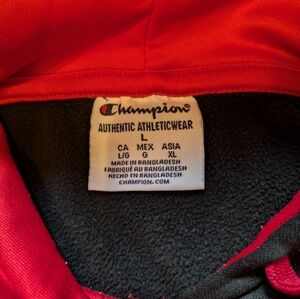 Champion
AUTHENTIC ATHLETICWEAR
L
CA MEX ASIA
L/G G XL
MADE IN BANGLADESH
FABRIQUÉ AU BANGLADESH
HECHO EN BANGLADESH
CHAMPION.COM